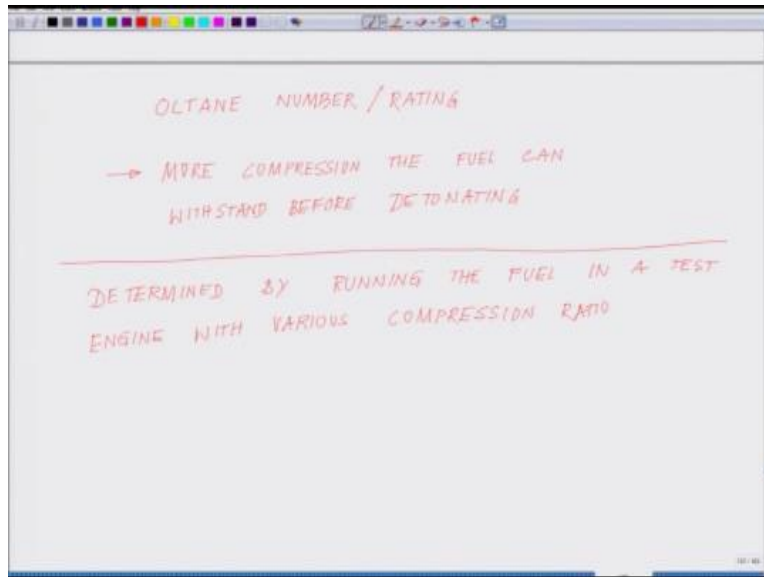 OLTANE NUMBER / RATING
→ MORE COMPRESSION THE FUEL CAN
WITHSTAND BEFORE DETONATING
DETERMINED BY RUNNING THE FUEL IN A TEST
ENGINE WITH VARIOUS COMPRESSION RATIO